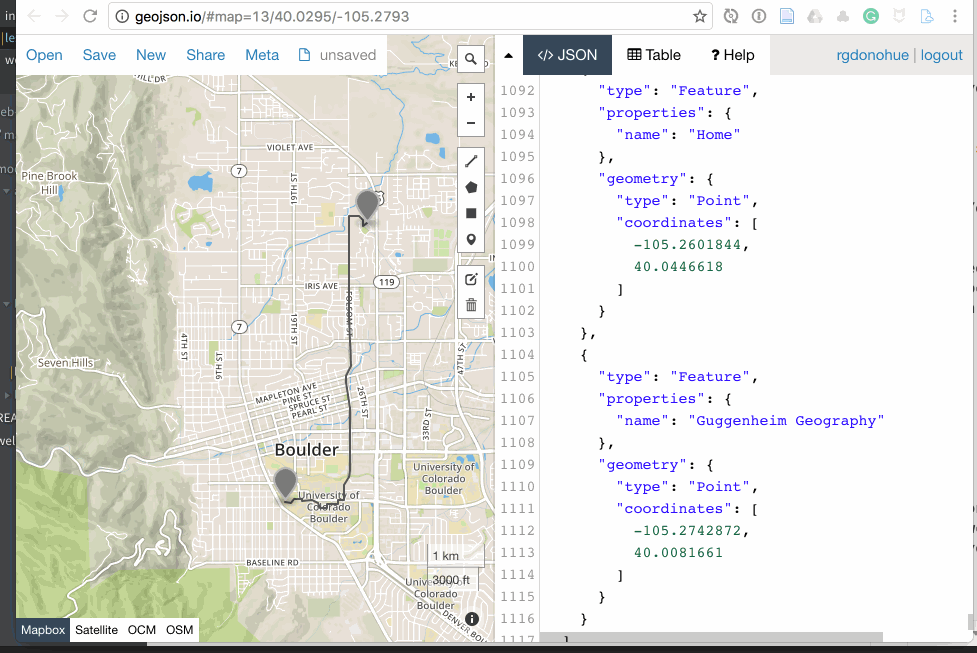 geojson.io/#map=13/40.0295/-105.2793
Open Save New Share Meta unsaved
</> JSON Table ? Help
rgdonohue | logout
VIOLET AVE
7
19TH ST
Pine Brook
Hill
119
IRIS AVE
FOLSOM ST
7
19TH ST
4TH ST
9TH ST
47TH ST
Seven Hills
MAPLETON AVE
PINE ST
SPRUCE ST
PEARL ST
26TH ST
33RD ST
Boulder
University of
Colorado
Boulder
University of
Colorado
Boulder
1 km
BASELINE RD
3000 ft
Colorado
Boulder
Mapbox Satellite OCM OSM
1092 "type": "Feature",
1093 "properties": {
1094 "name": "Home"
1095 },
1096 "geometry": {
1097 "type": "Point",
1098 "coordinates": [
1099 -105.2601844,
1100 40.0446618
1101 ]
1102 }
1103 },
1104 {
1105 "type": "Feature",
1106 "properties": {
1107 "name": "Guggenheim Geography"
1108 },
1109 "geometry": {
1110 "type": "Point",
1111 "coordinates": [
1112 -105.2742872,
1113 40.0081661
1114 ]
1115 }
1116 }
1117 ]